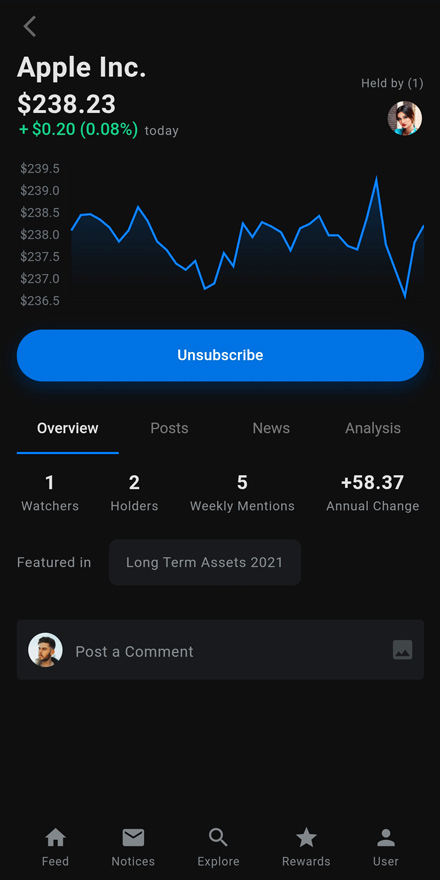 Apple Inc.
Held by (1)
$238.23
+ $0.20 (0.08%) today
$239.5
$239.0
$238.5
$238.0
$237.5
$237.0
$236.5
Unsubscribe
Overview Posts News Analysis
1 2 5 +58.37
Watchers Holders Weekly Mentions Annual Change
Featured in Long Term Assets 2021
Post a Comment
Feed Notices Explore Rewards User